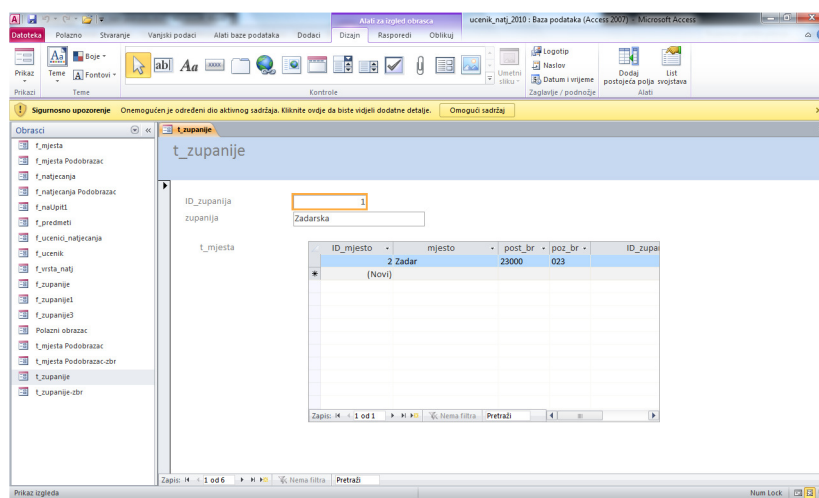 Alati za izgled obrasca
ucenik_natj_2010 : Baza podataka (Access 2007) - Microsoft Access
Datoteka Polazno Stvaranje Vanjski podaci Alati baze podataka Dodaci Dizajn Rasporedi Oblikuj
Prikaz
Prikazi
Teme
Boje
A Fontovi
Teme
ab| Aa xxxx
Kontrole
Umetni sliku
Logotip
Naslov
Datum i vrijeme
Zaglavlje / podnožje
Dodaj postojeća polja
List svojstava
Alati
Sigurnosno upozorenje Onemogućen je određeni dio aktivnog sadržaja. Kliknite ovdje da biste vidjeli dodatne detalje. Omogući sadržaj
Obrasci
f_mjesta
f_mjesta Podobrazac
f_natjecanja
f_natjecanja Podobrazac
f_naUpit1
f_predmeti
f_ucenici_natjecanja
f_ucenik
f_vrsta_natj
f_zupanije
f_zupanije1
f_zupanije3
Polazni obrazac
t_mjesta Podobrazac
t_mjesta Podobrazac-zbr
t_zupanije
t_zupanije-zbr
t_zupanije
t_zupanije
ID_zupanija 1
zupanija Zadarska
t_mjesta
ID_mjesto mjesto post_br poz_br ID_zupai
2 Zadar 23000 023
(Novi)
Zapis: 1 od 1 Nema filtra Pretraži
Zapis: 1 od 6 Nema filtra Pretraži
Prikaz izgleda Num Lock